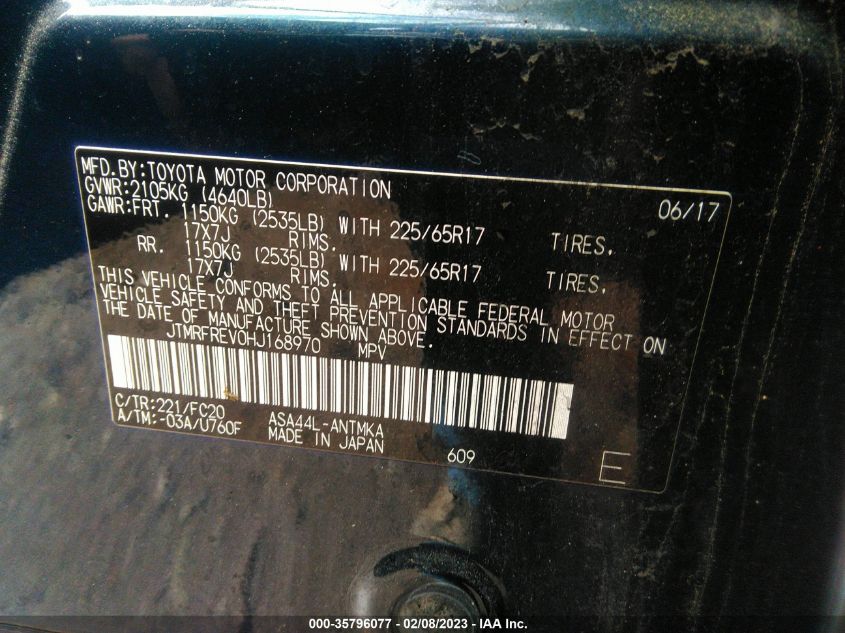 MFD.BY:TOYOTA MOTOR CORPORATION 06/17
GVWR:2105KG (4640LB)
GAWR:FRT. 1150KG (2535LB) WITH 225/65R17 TIRES,
17X7J RIMS.
RR. 1150KG (2535LB) WITH 225/65R17 TIRES,
17X7J RIMS.
THIS VEHICLE CONFORMS TO ALL APPLICABLE FEDERAL MOTOR
VEHICLE SAFETY AND THEFT PREVENTION STANDARDS IN EFFECT ON
THE DATE OF MANUFACTURE SHOWN ABOVE.
JTMRFREV0HJ168970 MPV
C/TR:221/FC20 ASA44L-ANTMKA
A/TM:-03A/U760F MADE IN JAPAN 609 E
000-35796077 - 02/08/2023 - IAA Inc.